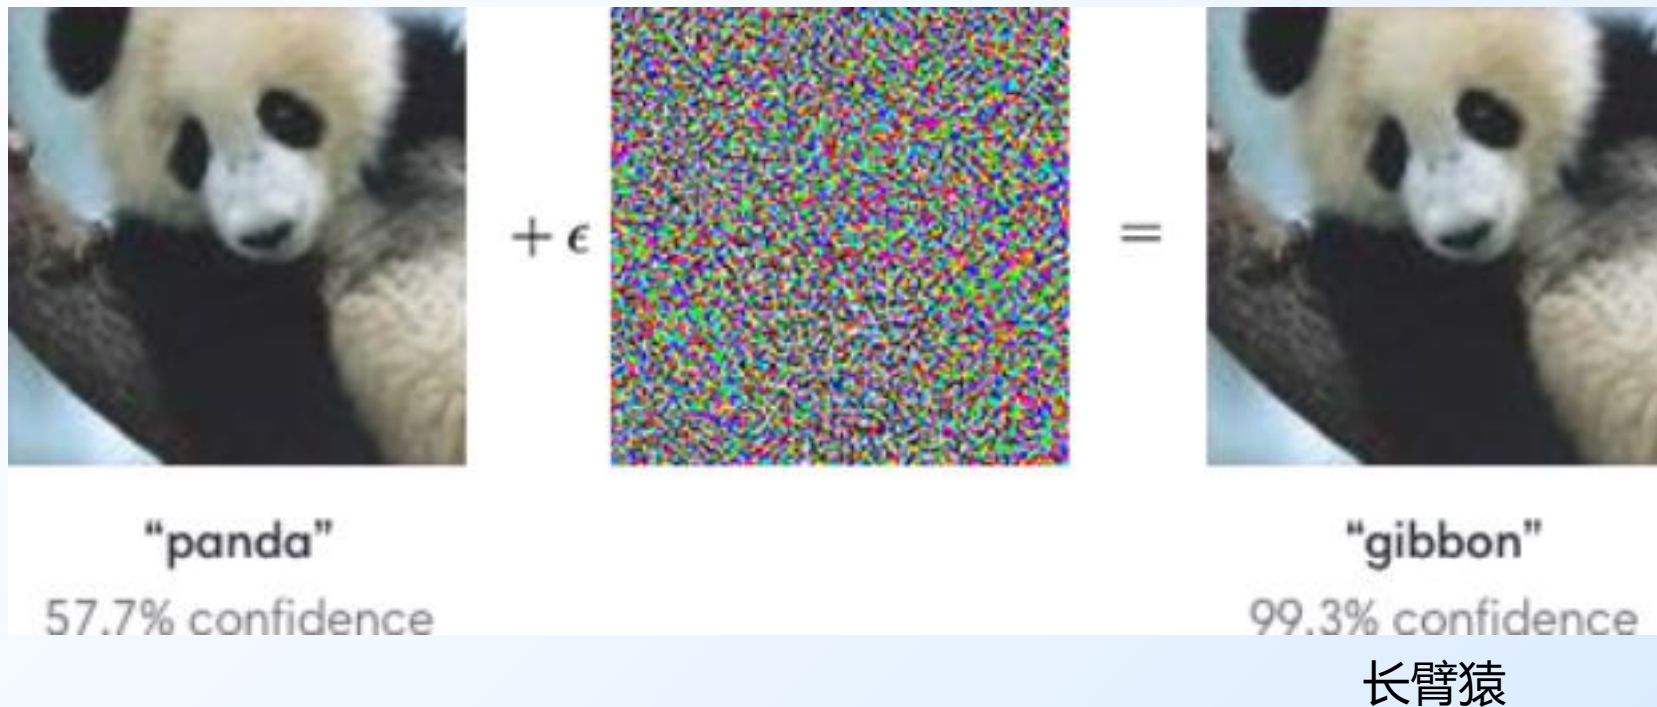 + ϵ
=
“panda”
“gibbon”
57.7% confidence
99.3% confidence
长臂猿